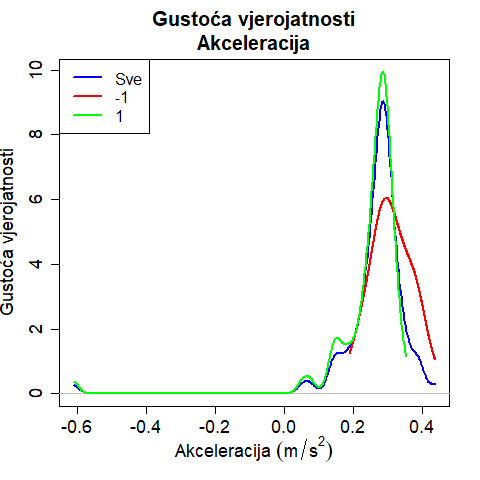 Gustoća vjerojatnosti
Akceleracija
Sve
-1
1
Gustoća vjerojatnosti
10
8
6
4
2
0
-0.6 -0.4 -0.2 0.0 0.2 0.4
Akceleracija (m/s²)